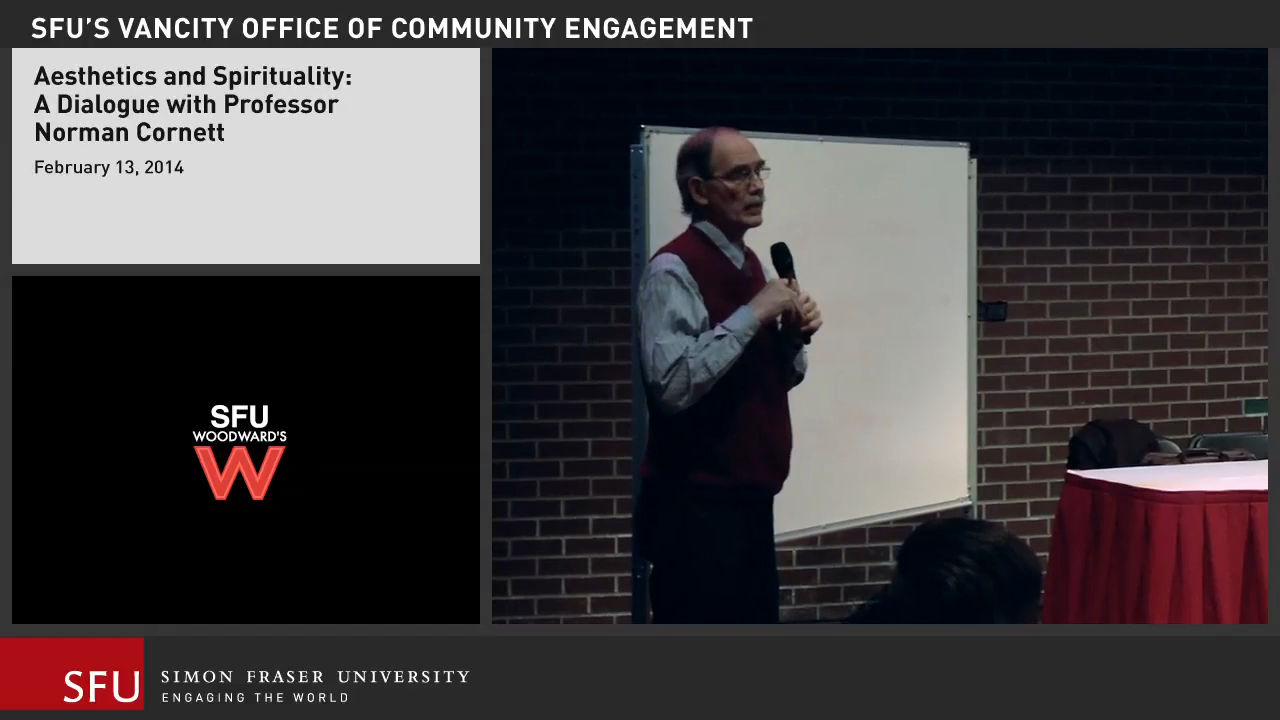 SFU'S VANCITY OFFICE OF COMMUNITY ENGAGEMENT
Aesthetics and Spirituality:
A Dialogue with Professor
Norman Cornett
February 13, 2014
SFU
WOODWARD'S
W
SFU
SIMON FRASER UNIVERSITY
ENGAGING THE WORLD